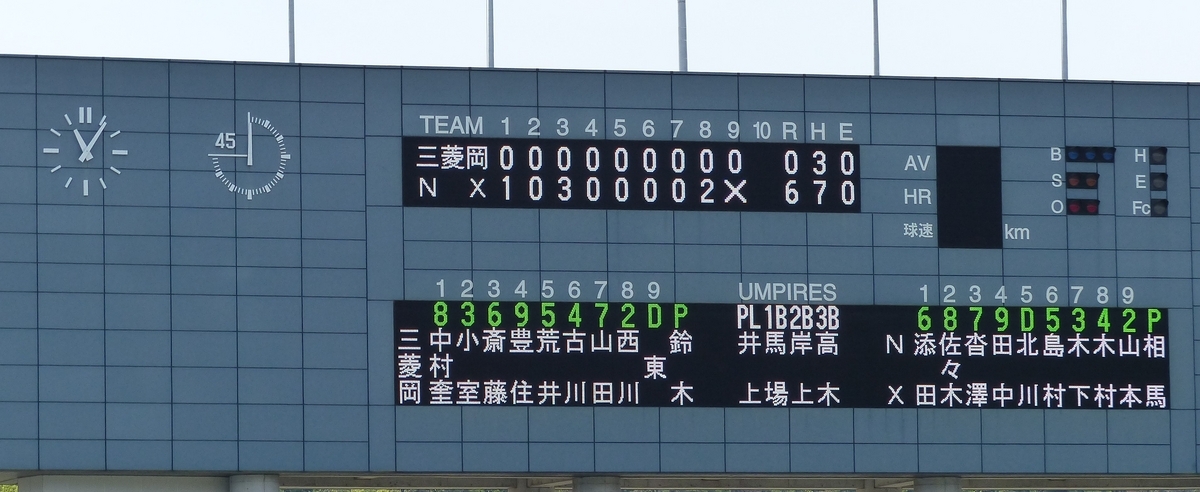 45
TEAM 1 2 3 4 5 6 7 8 9 10 R H E
三菱岡 0 0 0 0 0 0 0 0 0 0 3 0
N X 1 0 3 0 0 0 0 2 X 6 7 0
AV
HR
球速 km
B H
S E
O Fc
1 2 3 4 5 6 7 8 9
8 3 6 9 5 4 7 2 D P
三 中 小 斎 豊 荒 古 山 西 鈴
菱 村 東
岡 奎 室 藤 住 井 川 田 川 木
UMPIRES
PL 1B 2B 3B
井 馬 岸 高
上 場 上 木
1 2 3 4 5 6 7 8 9
6 8 7 9 D 5 3 4 2 P
N 添 佐 沓 田 北 島 木 木 山 相
々
X 田 木 澤 中 川 村 下 村 本 馬